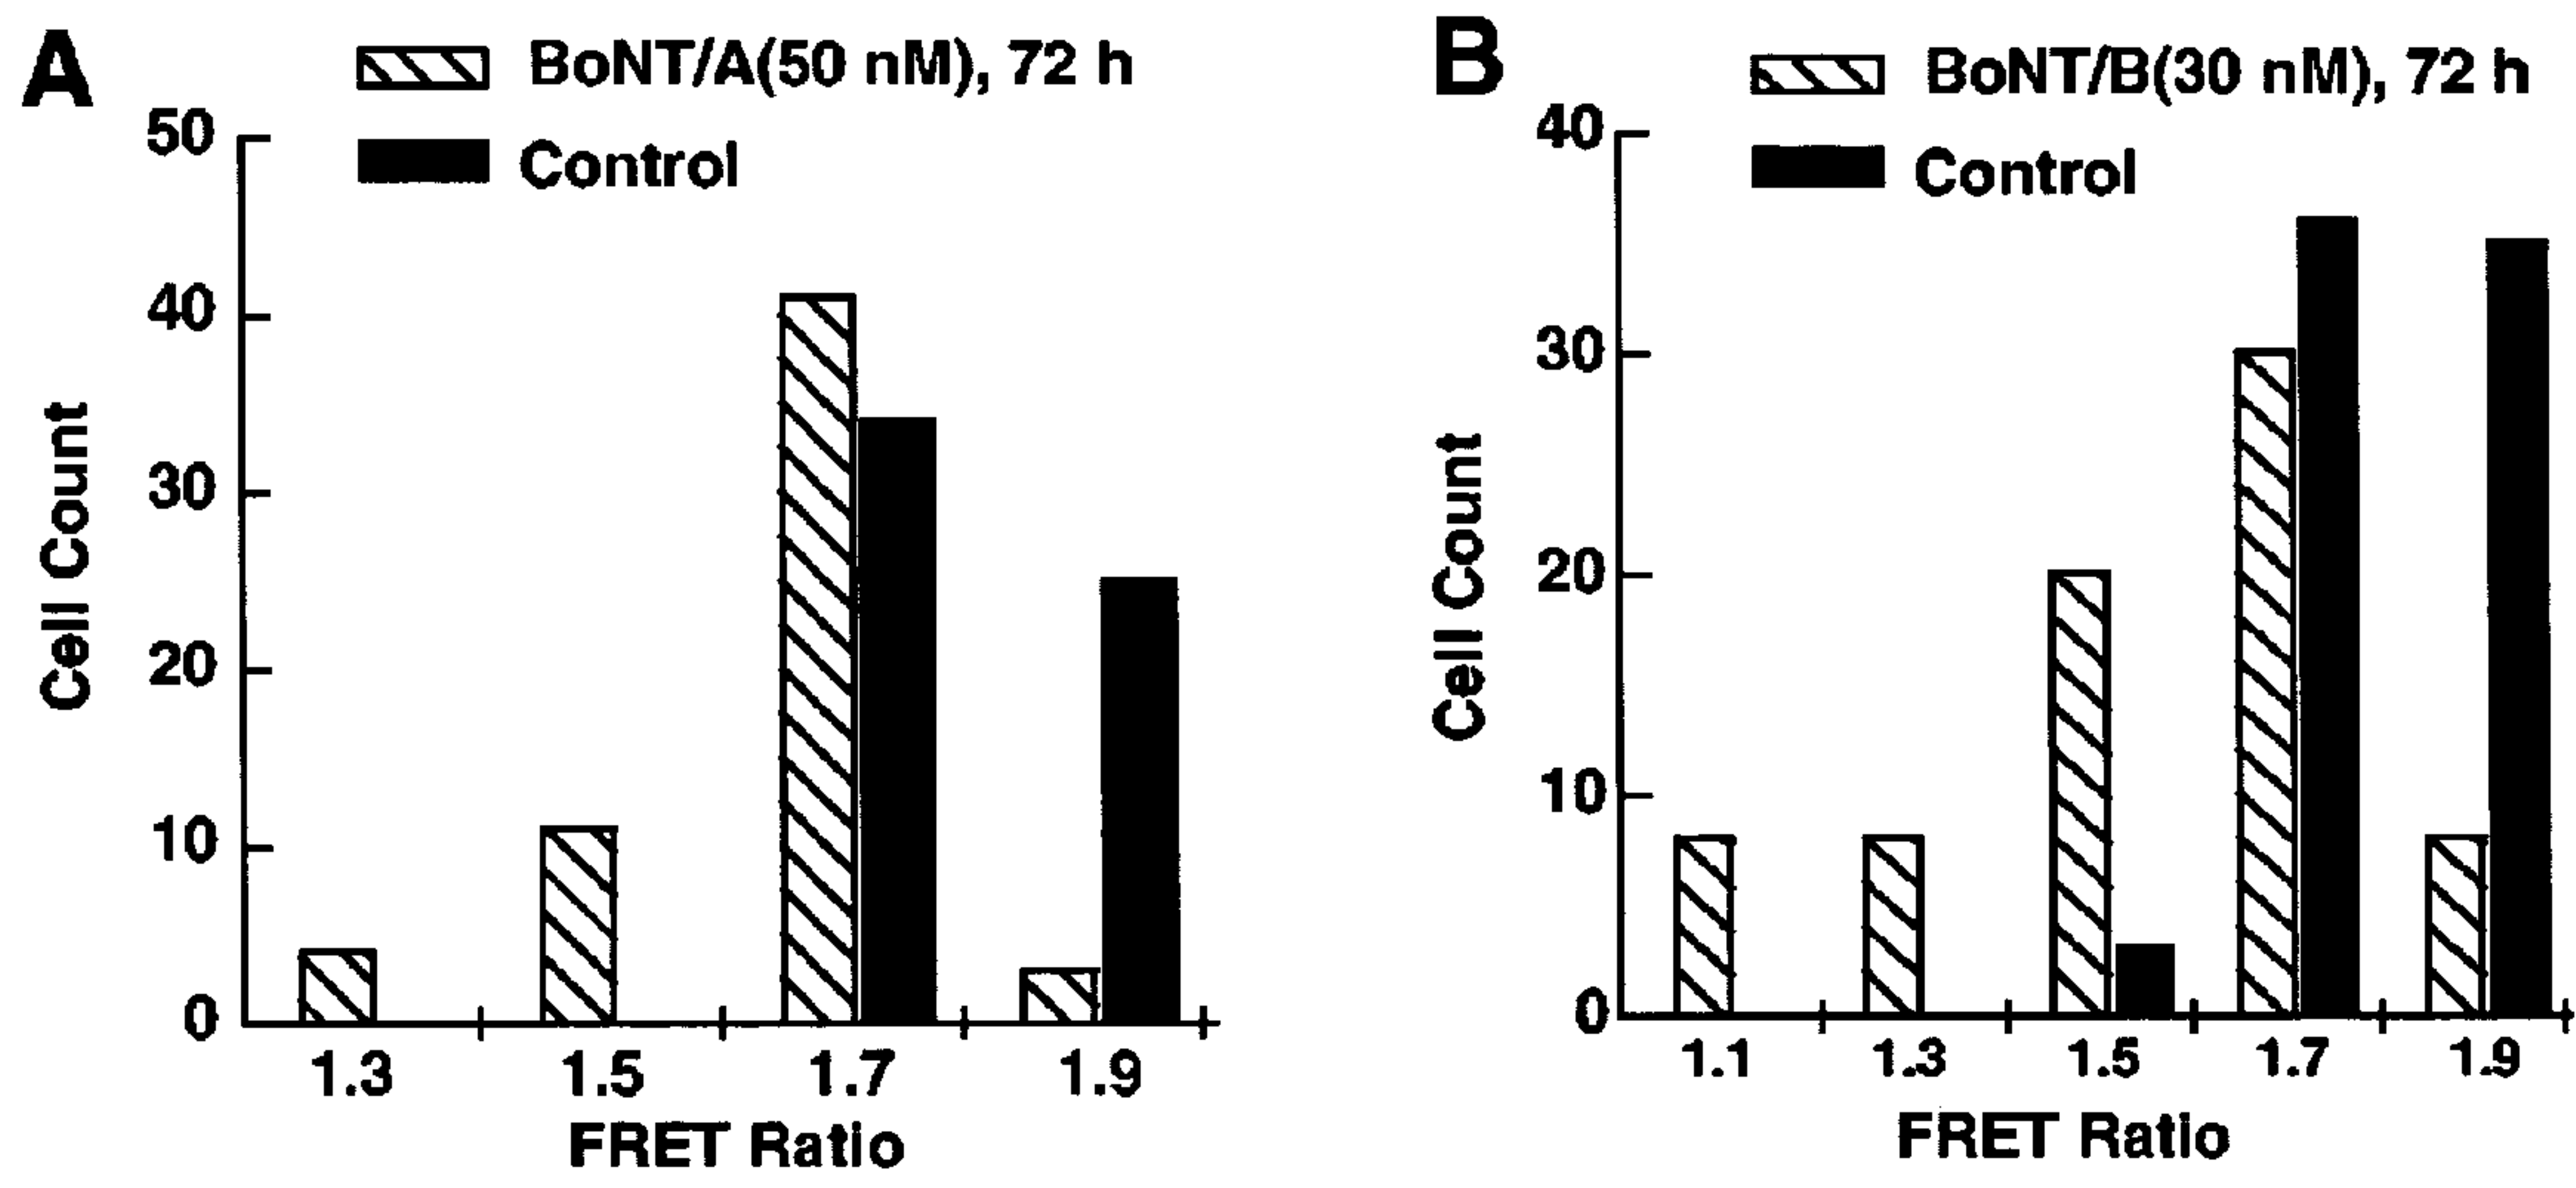 A
BoNT/A(50 nM), 72 h
Control
50
40
30
20
10
0
Cell Count
1.3 1.5 1.7 1.9
FRET Ratio
B
BoNT/B(30 nM), 72 h
Control
40
30
20
10
0
Cell Count
1.1 1.3 1.5 1.7 1.9
FRET Ratio